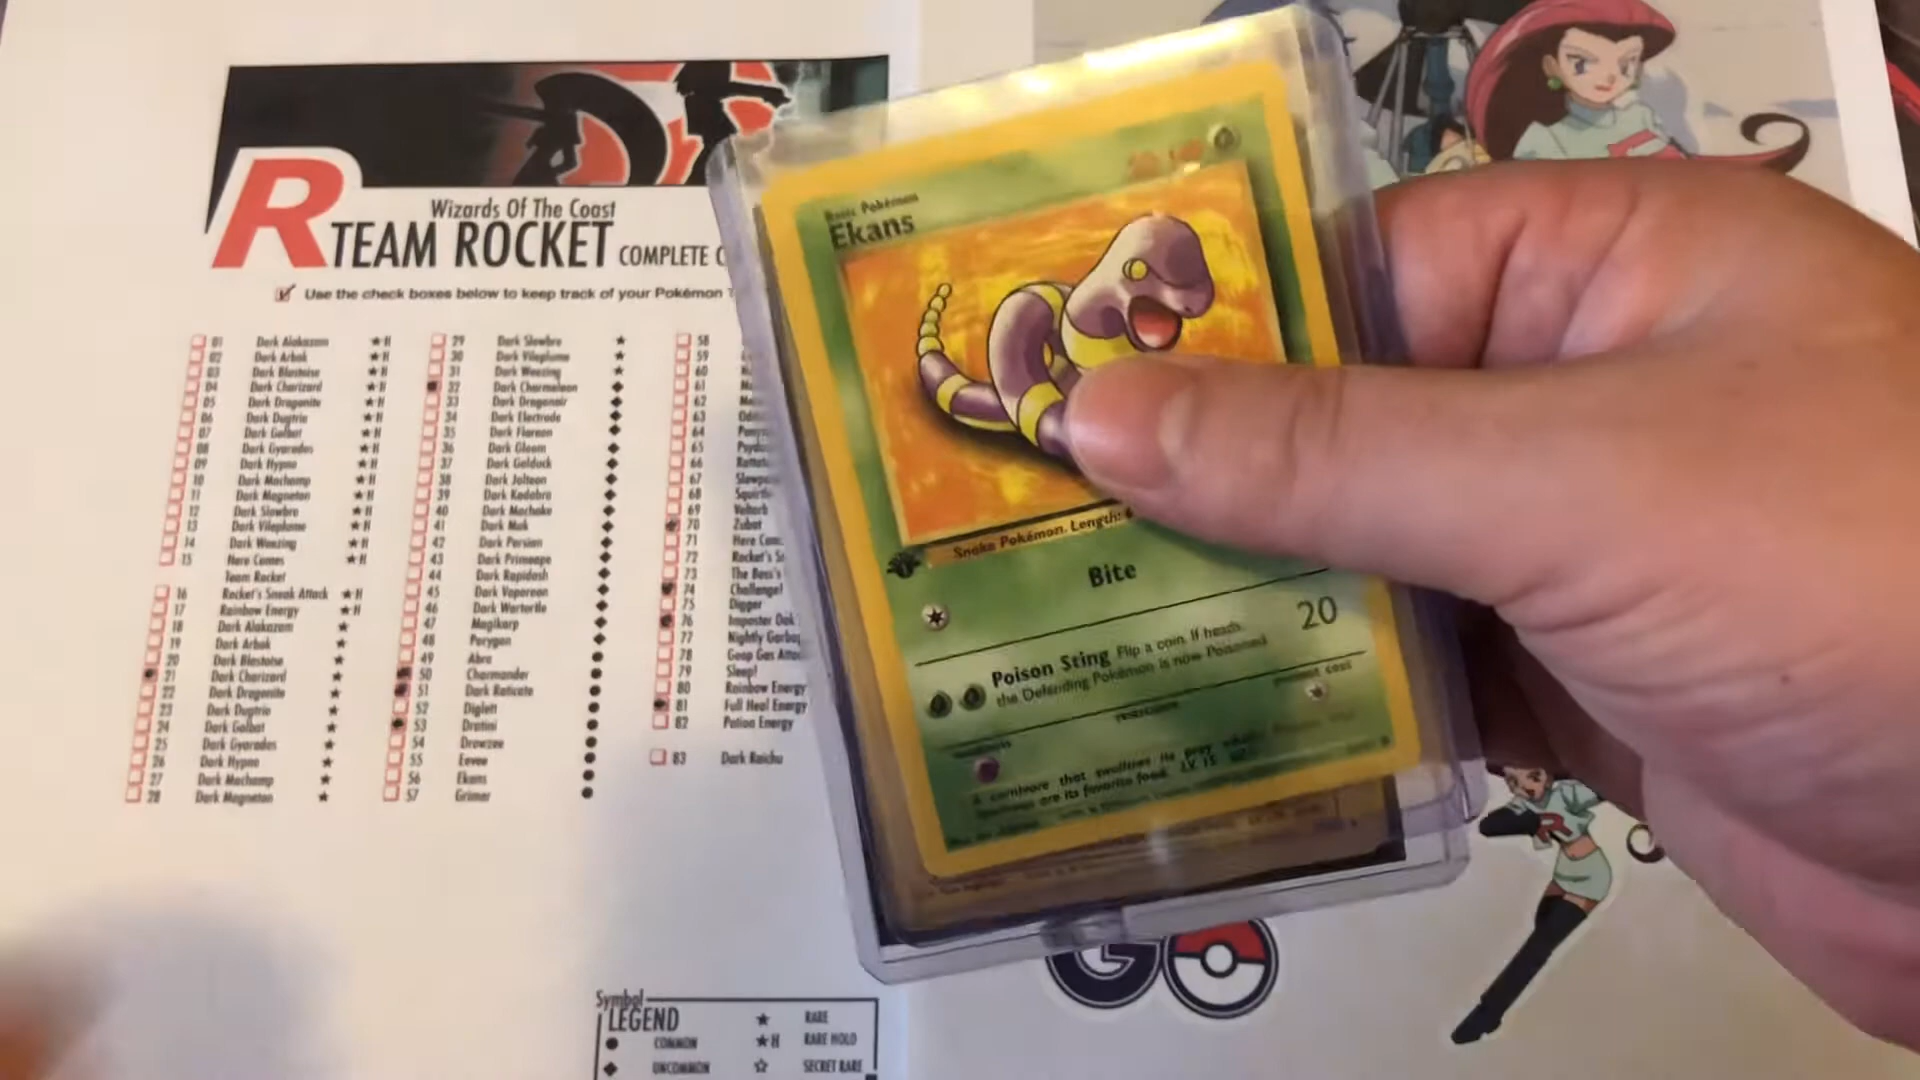 R
Wizards Of The Coast
TEAM ROCKET COMPLETE C
Use the check boxes below to keep track of your Pokémon
01 Dark Alakazam ★H
02 Dark Arbok ★H
03 Dark Blastoise ★H
04 Dark Charizard ★H
05 Dark Dragonite ★H
06 Dark Dugtrio ★H
07 Dark Golbat ★H
08 Dark Gyarados ★H
09 Dark Hypno ★H
10 Dark Machamp ★H
11 Dark Magneton ★H
12 Dark Slowbro ★H
13 Dark Vileplume ★H
14 Dark Weezing ★H
15 Here Comes ★H
Team Rocket
16 Rocket's Sneak Attack ★H
17 Rainbow Energy ★H
18 Dark Alakazam ★
19 Dark Arbok ★
20 Dark Blastoise ★
21 Dark Charizard ★
22 Dark Dragonite ★
23 Dark Dugtrio ★
24 Dark Golbat ★
25 Dark Gyarados ★
26 Dark Hypno ★
27 Dark Machamp ★
28 Dark Magneton ★
29 Dark Slowbro ★
30 Dark Vileplume ★
31 Dark Weezing ★
32 Dark Charmeleon ◆
33 Dark Dragonair ◆
34 Dark Electrode ◆
35 Dark Flareon ◆
36 Dark Gloom ◆
37 Dark Golduck ◆
38 Dark Jolteon ◆
39 Dark Kadabra ◆
40 Dark Machoke ◆
41 Dark Muk ◆
42 Dark Persian ◆
43 Dark Primeape ◆
44 Dark Rapidash ◆
45 Dark Vaporeon ◆
46 Dark Wartortle ◆
47 Magikarp ◆
48 Porygon ◆
49 Abra ●
50 Charmander ●
51 Dark Raticate ●
52 Diglett ●
53 Dratini ●
54 Drowzee ●
55 Eevee ●
56 Ekans ●
57 Grimer ●
58
59
60
61
62
63
64
65
66
67
68
69 Voltorb
70 Zubat
71 Here Com
72 Rocket's S
73 The Boss's
74 Challenge!
75 Digger
76 Imposter Oak'
77 Nightly Garba
78 Goop Gas Atta
79 Sleep!
80 Rainbow Energy
81 Full Heal Energy
82 Potion Energy
83 Dark Raichu
Symbol
LEGEND
● COMMON
◆ UNCOMMON
★ RARE
★H RARE HOLO
☆ SECRET RARE
Basic Pokémon
Ekans
Snake Pokémon. Length: 6
Bite
20
Poison Sting Flip a coin. If heads,
the Defending Pokémon is now Poisoned.
weakness
resistance
retreat cost
A carnivore that swallows its prey whole.
are its favorite food. LV. 15
GO
R